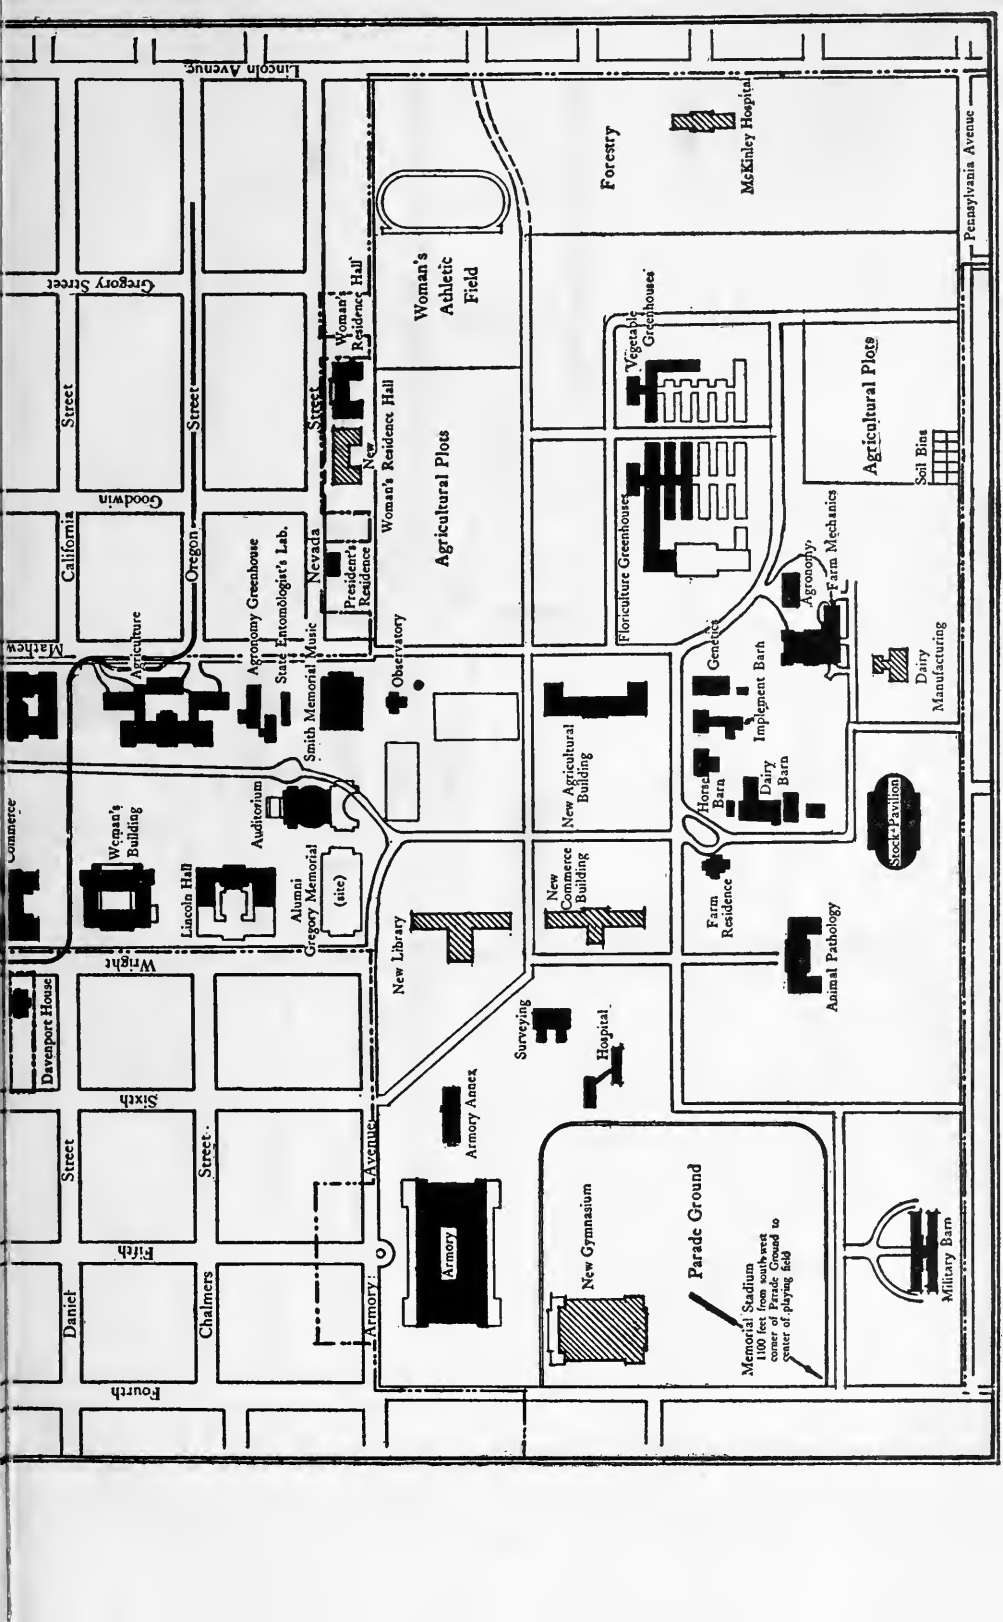 Fourth
Fifth
Sixth
Wright
Mathew
Goodwin
Gregory Street
Lincoln Avenue
Daniel
Street
California
Street
Chalmers
Street
Oregon
Street
Armory
Avenue
Nevada
Street
Davenport House
Commerce
Woman's
Building
Lincoln Hall
Auditorium
Alumni
Gregory Memorial
(site)
Agriculture
Agronomy Greenhouse
State Entomologist's Lab.
Smith Memorial Music
Observatory
President's
Residence
New
Woman's Residence Hall
Woman's
Residence Hall
Woman's
Athletic
Field
Agricultural Plots
Armory
Armory Annex
New Library
Surveying
Hospital
New Gymnasium
Parade Ground
Memorial Stadium
1100 feet from southwest
corner of Parade Ground to
center of playing field
New
Commerce
Building
New Agricultural
Building
Floriculture Greenhouses
Vegetable
Greenhouses
Forestry
McKinley Hospital
Farm
Residence
Horse
Barn
Dairy
Barn
Implement Barn
Genetics
Agronomy
Farm Mechanics
Agricultural Plots
Soil Bins
Dairy
Manufacturing
Stock Pavilion
Animal Pathology
Military Barn
Pennsylvania Avenue